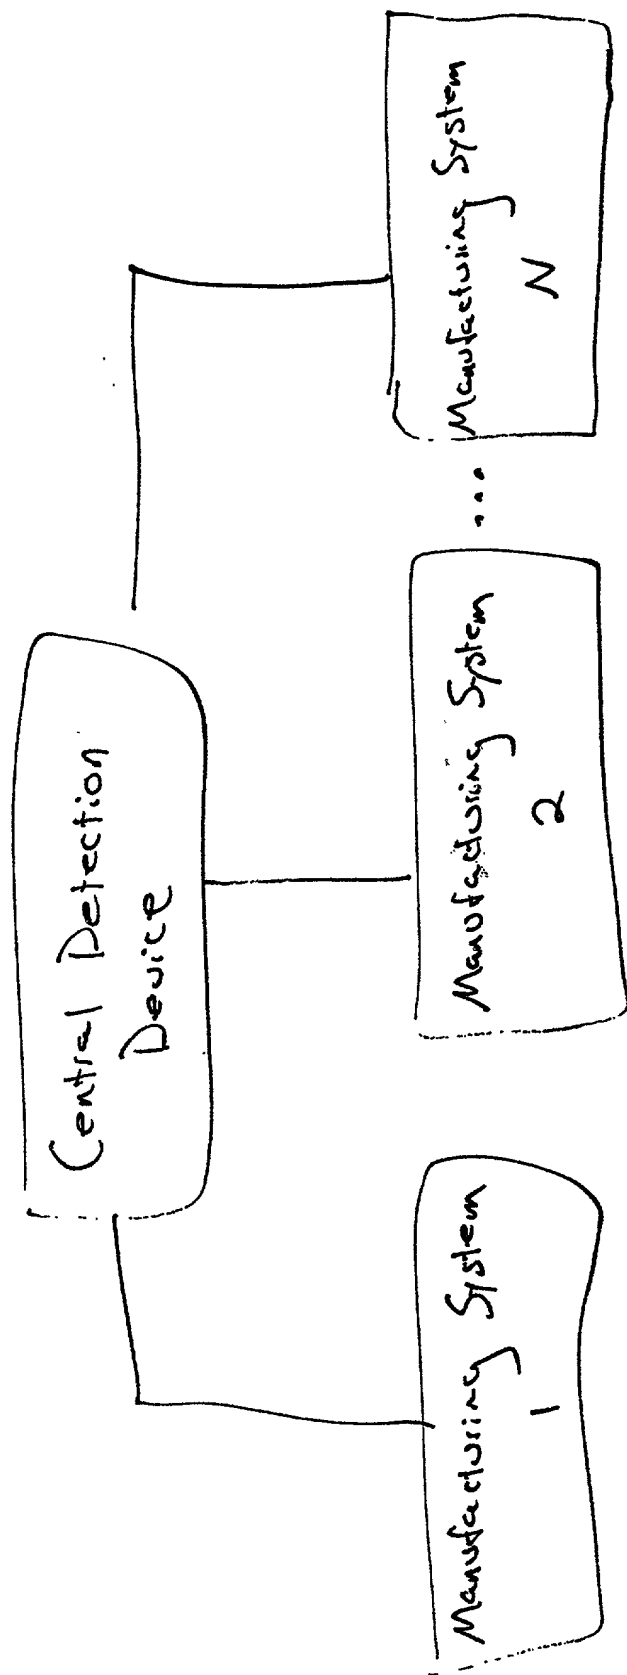 Central Detection
Device
Manufacturing System
1
Manufacturing System
2
...
Manufacturing System
N